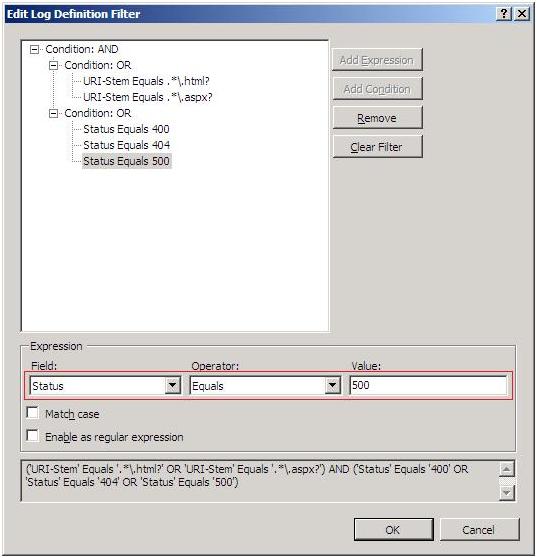 Edit Log Definition Filter
Condition: AND
Condition: OR
URI-Stem Equals .*\.html?
URI-Stem Equals .*\.aspx?
Condition: OR
Status Equals 400
Status Equals 404
Status Equals 500
Add Expression
Add Condition
Remove
Clear Filter
Expression
Field:
Operator:
Value:
Status
Equals
500
Match case
Enable as regular expression
('URI-Stem' Equals '.*\.html?' OR 'URI-Stem' Equals '.*\.aspx?') AND ('Status' Equals '400' OR
'Status' Equals '404' OR 'Status' Equals '500')
OK
Cancel